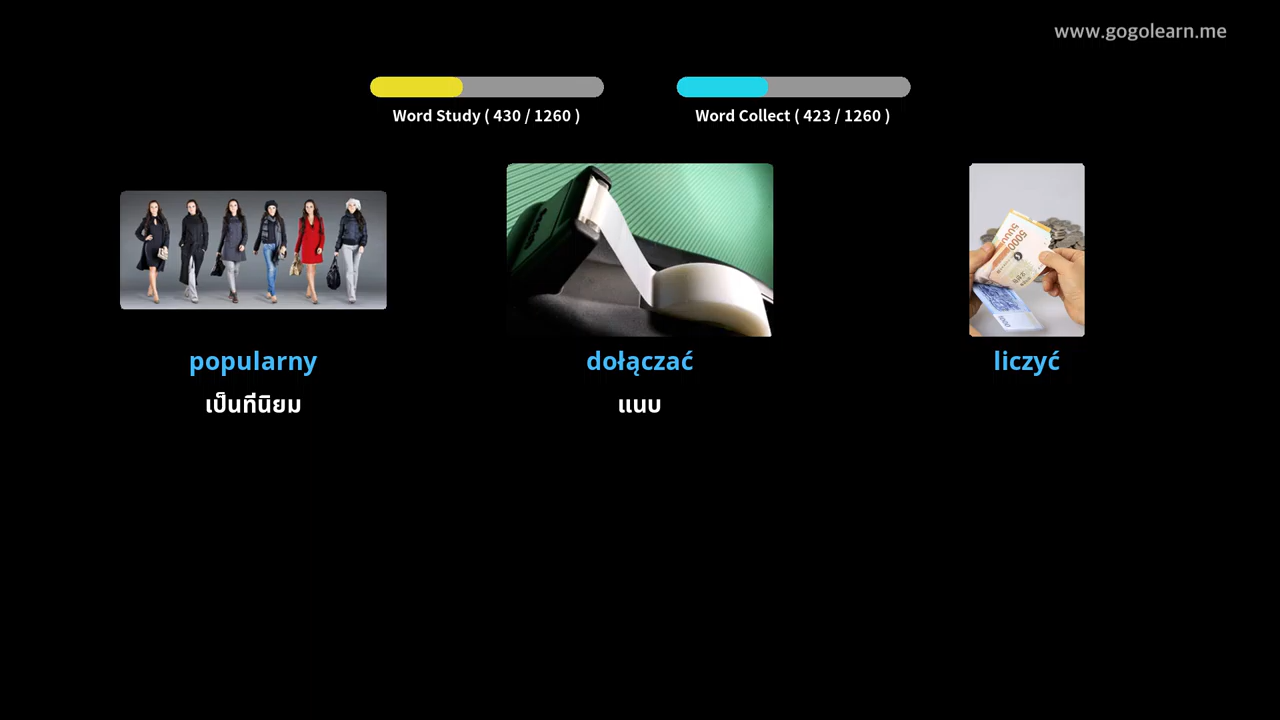 www.gogolearn.me
Word Study ( 430 / 1260 )
Word Collect ( 423 / 1260 )
popularny
dołączać
liczyć
เป็นที่นิยม
แนบ
5000